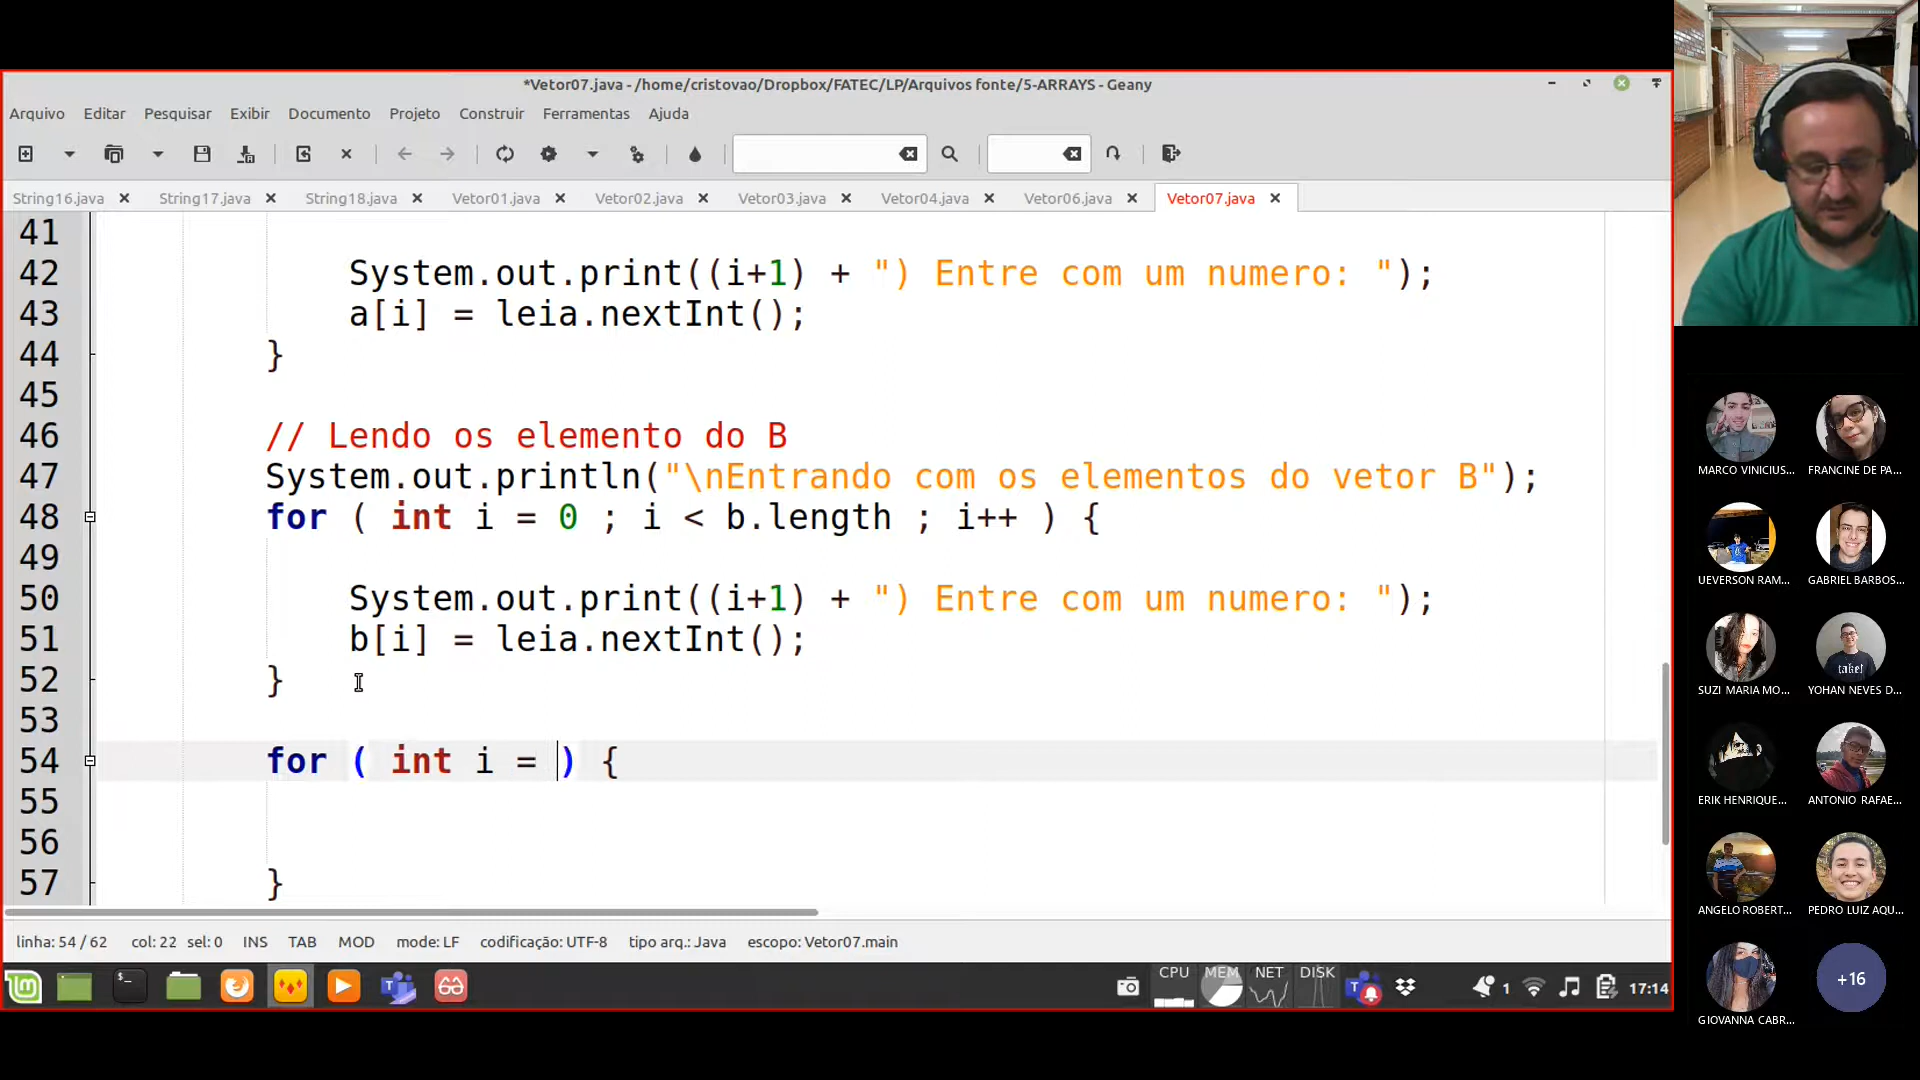 *Vetor07.java - /home/cristovao/Dropbox/FATEC/LP/Arquivos fonte/5-ARRAYS - Geany
Arquivo Editar Pesquisar Exibir Documento Projeto Construir Ferramentas Ajuda
String16.java String17.java String18.java Vetor01.java Vetor02.java Vetor03.java Vetor04.java Vetor06.java Vetor07.java
41
42 System.out.print((i+1) + ") Entre com um numero: ");
43 a[i] = leia.nextInt();
44 }
45
46 // Lendo os elemento do B
47 System.out.println("\nEntrando com os elementos do vetor B");
48 for ( int i = 0 ; i < b.length ; i++ ) {
49
50 System.out.print((i+1) + ") Entre com um numero: ");
51 b[i] = leia.nextInt();
52 }
53
54 for ( int i = ) {
55
56
57 }
linha: 54 / 62 col: 22 sel: 0 INS TAB MOD mode: LF codificação: UTF-8 tipo arq.: Java escopo: Vetor07.main
CPU MEM NET DISK 1 17:14
MARCO VINICIUS... FRANCINE DE PA...
UEVERSON RAM... GABRIEL BARBOS...
SUZI MARIA MO... YOHAN NEVES D...
ERIK HENRIQUE... ANTONIO RAFAE...
ANGELO ROBERT... PEDRO LUIZ AQU...
GIOVANNA CABR... +16